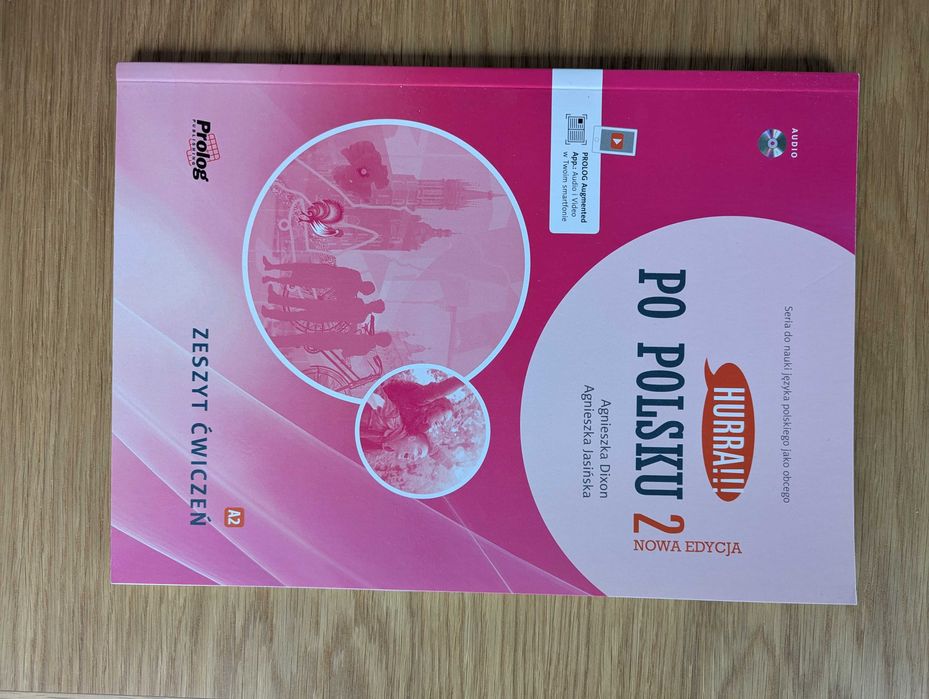 AUDIO
PROLOG Augmented
App.: Audio i Video
w Twoim smartfonie
Seria do nauki języka polskiego jako obcego
HURRA!!!
PO POLSKU 2
NOWA EDYCJA
Agnieszka Dixon
Agnieszka Jasińska
A2
ZESZYT ĆWICZEŃ
Prolog
PUBLISHING